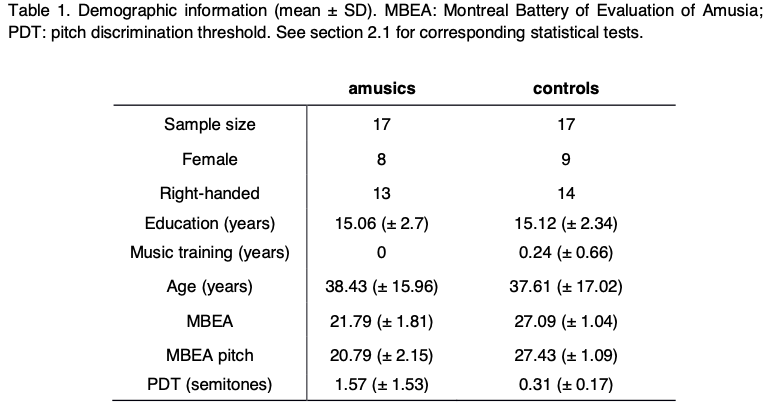 Table 1. Demographic information (mean ± SD). MBEA: Montreal Battery of Evaluation of Amusia;
PDT: pitch discrimination threshold. See section 2.1 for corresponding statistical tests.
amusics controls
Sample size 17 17
Female 8 9
Right-handed 13 14
Education (years) 15.06 (± 2.7) 15.12 (± 2.34)
Music training (years) 0 0.24 (± 0.66)
Age (years) 38.43 (± 15.96) 37.61 (± 17.02)
MBEA 21.79 (± 1.81) 27.09 (± 1.04)
MBEA pitch 20.79 (± 2.15) 27.43 (± 1.09)
PDT (semitones) 1.57 (± 1.53) 0.31 (± 0.17)